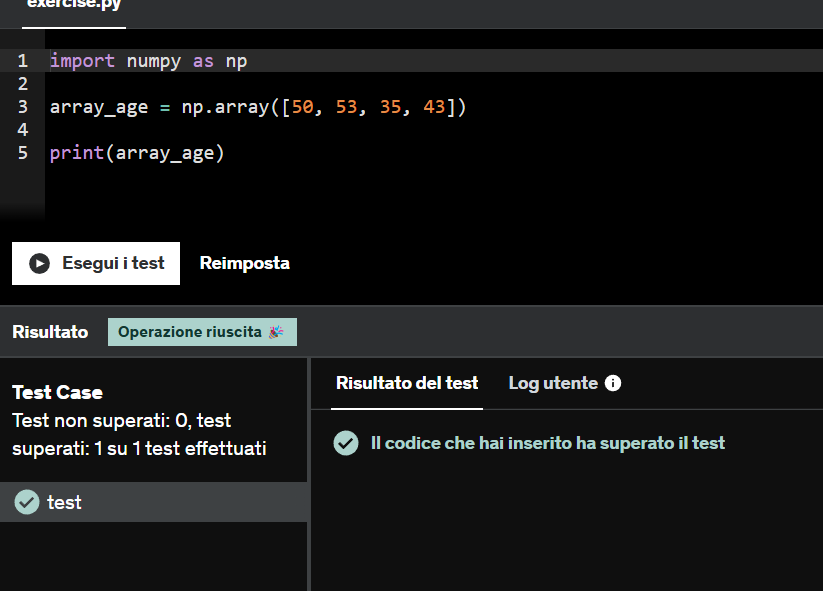 exercise.py
1 import numpy as np
2
3 array_age = np.array([50, 53, 35, 43])
4
5 print(array_age)
Esegui i test
Reimposta
Risultato
Operazione riuscita 🎉
Test Case
Test non superati: 0, test
superati: 1 su 1 test effettuati
test
Risultato del test
Log utente
Il codice che hai inserito ha superato il test